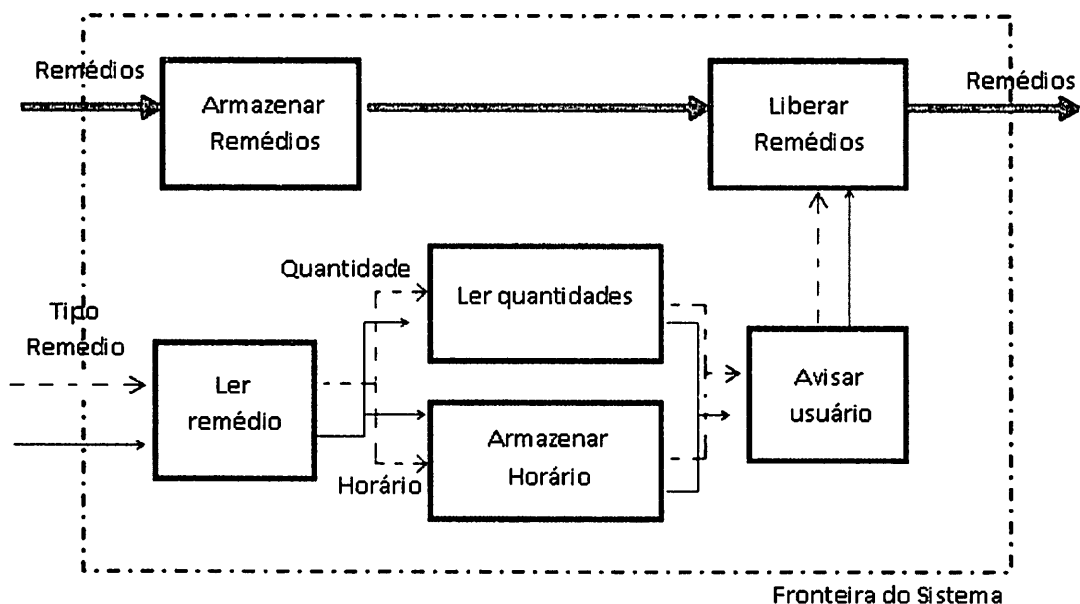 Remédios
Armazenar
Remédios
Liberar
Remédios
Remédios
Quantidade
Ler quantidades
Tipo
Remédio
Ler
remédio
Avisar
usuário
Armazenar
Horário
Horário
Fronteira do Sistema